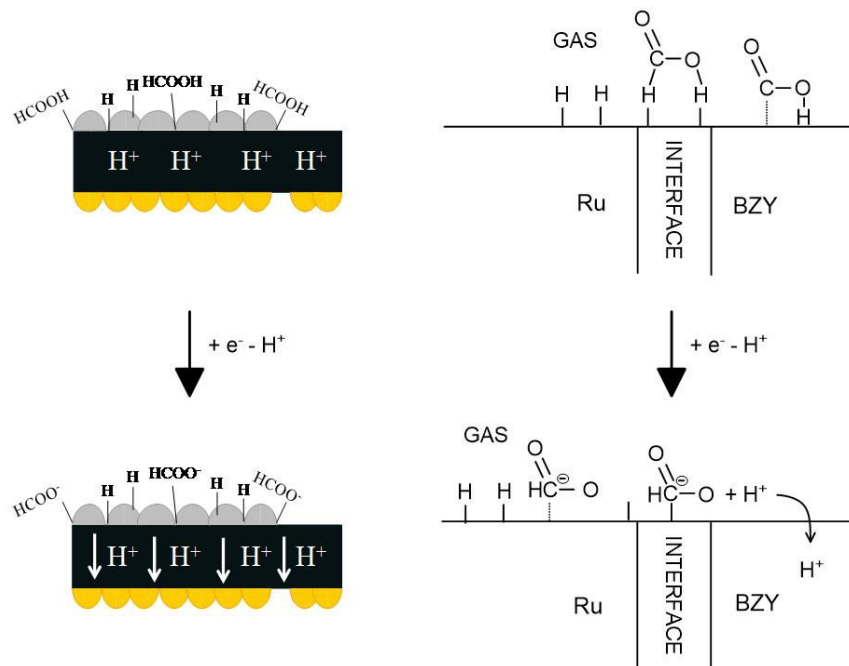 HCOOH
H
H
HCOOH
H
H
HCOOH
H⁺ H⁺ H⁺ H⁺
+ e⁻ - H⁺
GAS
O
C O
H H H H
O
C O
H
Ru
INTERFACE
BZY
+ e⁻ - H⁺
HCOO⁻
H
H
HCOO⁻
H
H
HCOO⁻
H⁺ H⁺ H⁺ H⁺
GAS
O
HC O
⊖
H H
O
HC O + H⁺
⊖
Ru
INTERFACE
BZY
H⁺